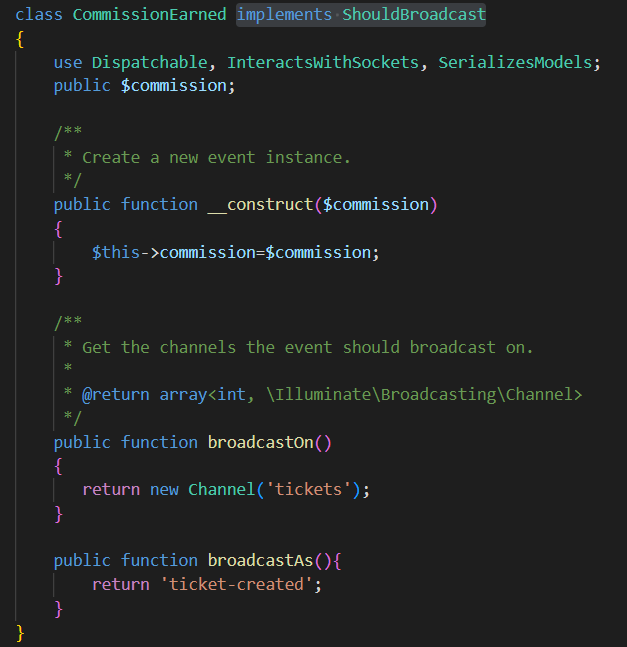 class CommissionEarned implements ShouldBroadcast
{
    use Dispatchable, InteractsWithSockets, SerializesModels;
    public $commission;

    /**
     * Create a new event instance.
     */
    public function __construct($commission)
    {
        $this->commission=$commission;
    }

    /**
     * Get the channels the event should broadcast on.
     *
     * @return array<int, \Illuminate\Broadcasting\Channel>
     */
    public function broadcastOn()
    {
       return new Channel('tickets');
    }

    public function broadcastAs(){
        return 'ticket-created';
    }
}